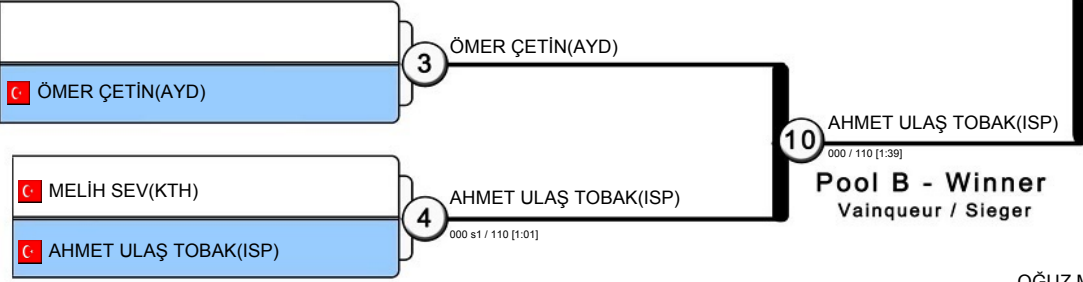 ÖMER ÇETİN(AYD)
3
ÖMER ÇETİN(AYD)
AHMET ULAŞ TOBAK(ISP)
10
000 / 110 [1:39]
Pool B - Winner
Vainqueur / Sieger
MELİH SEV(KTH)
AHMET ULAŞ TOBAK(ISP)
4
000 s1 / 110 [1:01]
AHMET ULAŞ TOBAK(ISP)
OĞUZ M